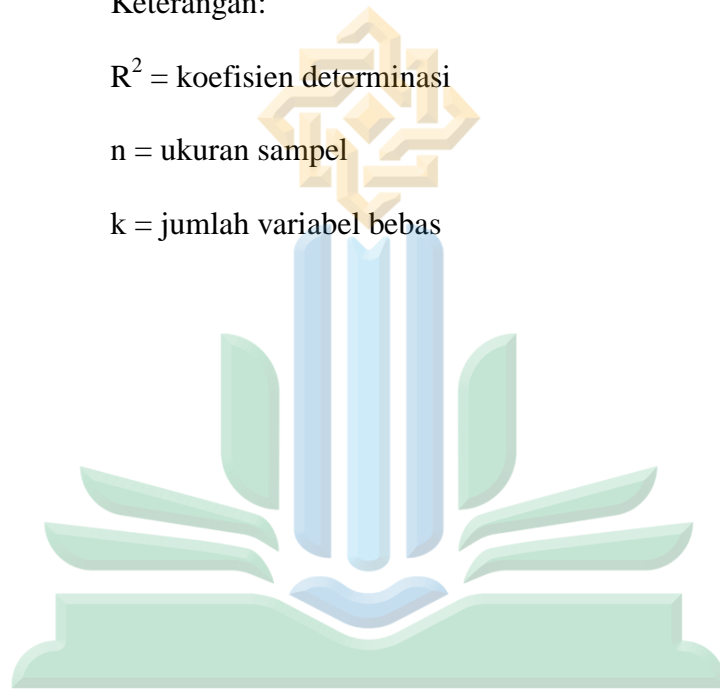 Keterangan:
R² = koefisien determinasi
n = ukuran sampel
k = jumlah variabel bebas